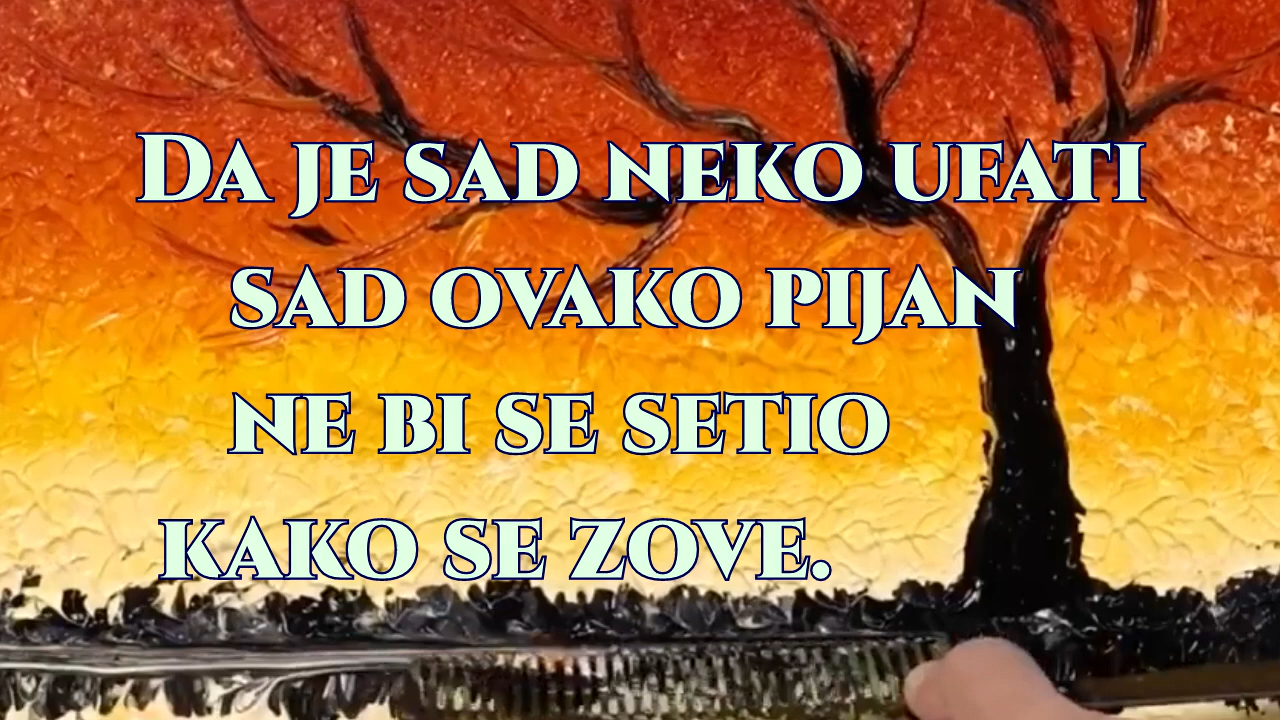 Da je sad neko ufati
sad ovako pijan
ne bi se setio
kako se zove.